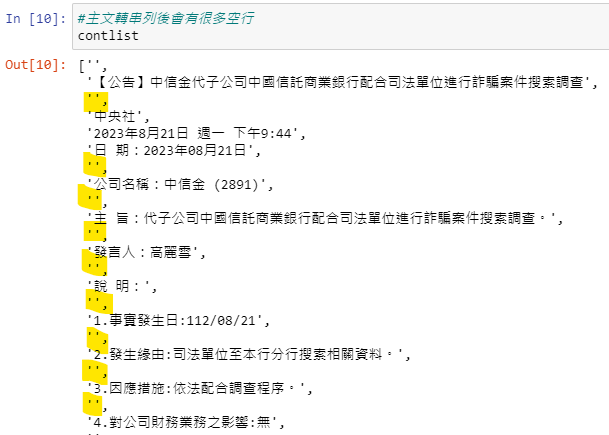 In [10]: #主文轉串列後會有很多空行
contlist
Out[10]: ['',
'【公告】中信金代子公司中國信託商業銀行配合司法單位進行詐騙案件搜索調查',
'',
'中央社',
'2023年8月21日 週一 下午9:44',
'日 期：2023年08月21日',
'',
'公司名稱：中信金 (2891)',
'',
'主 旨：代子公司中國信託商業銀行配合司法單位進行詐騙案件搜索調查。',
'',
'發言人：高麗雪',
'',
'說 明：',
'',
'1.事實發生日:112/08/21',
'',
'2.發生緣由:司法單位至本行分行搜索相關資料。',
'',
'3.因應措施:依法配合調查程序。',
'',
'4.對公司財務業務之影響:無',